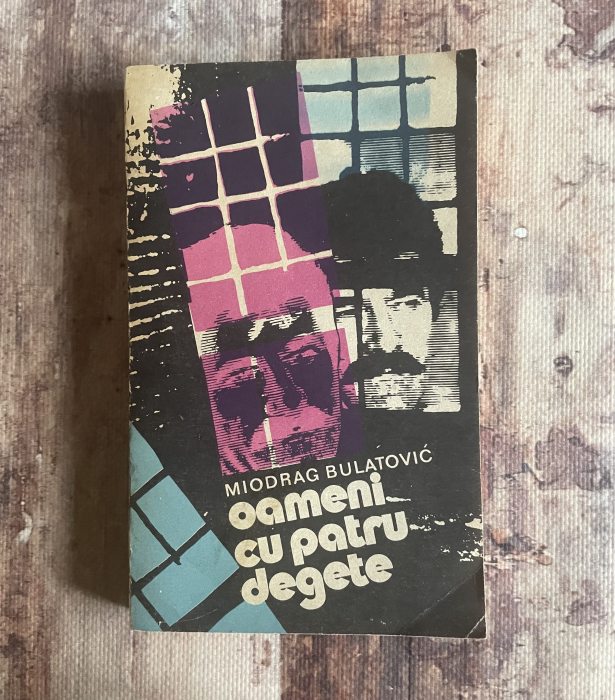 MIODRAG BULATOVIĆ
oameni
cu patru
degete